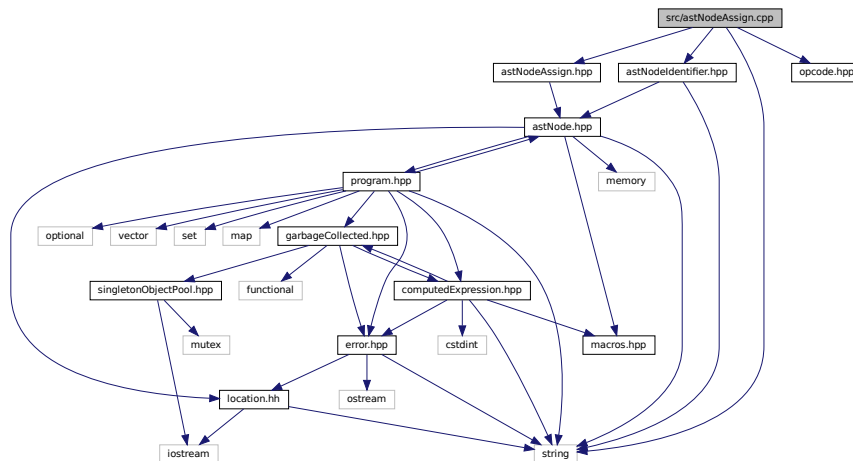 src/astNodeAssign.cpp
astNodeAssign.hpp
astNodeIdentifier.hpp
opcode.hpp
astNode.hpp
program.hpp
memory
optional
vector
set
map
garbageCollected.hpp
singletonObjectPool.hpp
functional
computedExpression.hpp
mutex
error.hpp
cstdint
macros.hpp
location.hh
ostream
iostream
string